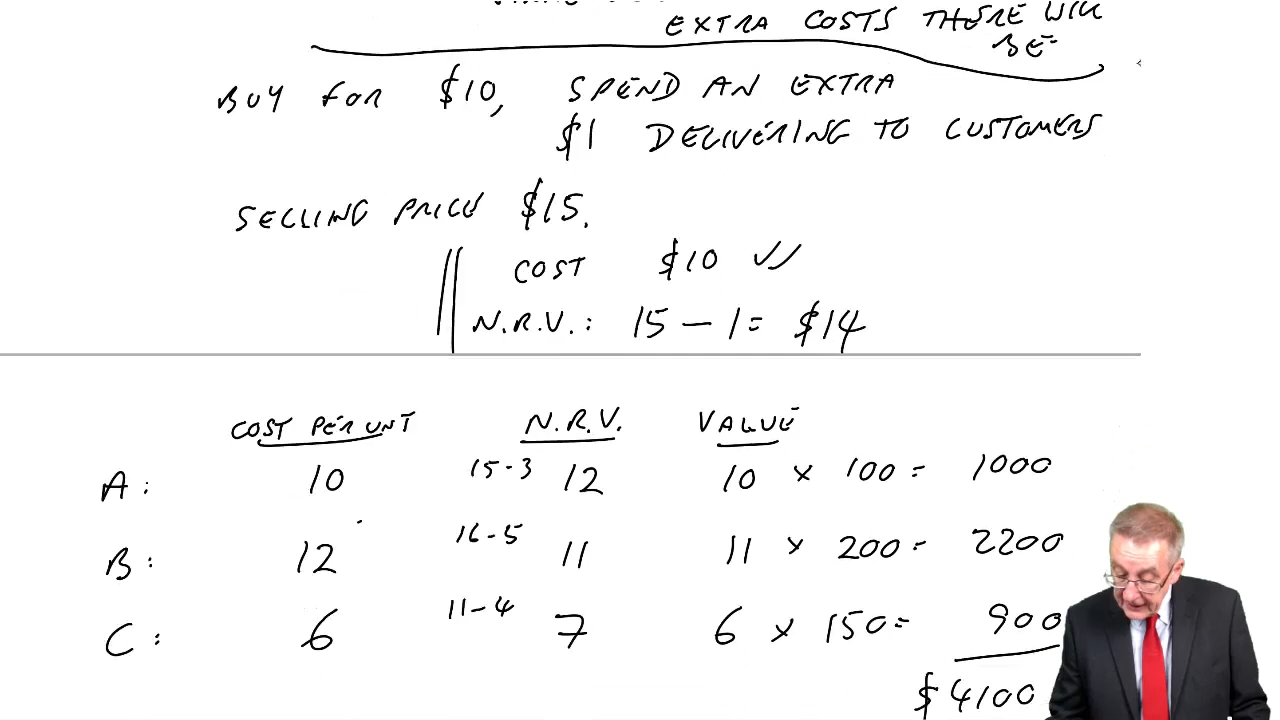 EXTRA COSTS THERE WILL
BE
BUY FOR $10, SPEND AN EXTRA
$1 DELIVERING TO CUSTOMERS
SELLING PRICE $15.
COST $10
N.R.V.: 15 - 1 = $14
COST PER UNT N.R.V. VALUE
A: 10 15-3 12 10 × 100 = 1000
B: 12 16-5 11 11 × 200 = 2200
C: 6 11-4 7 6 × 150 = 900
$4100